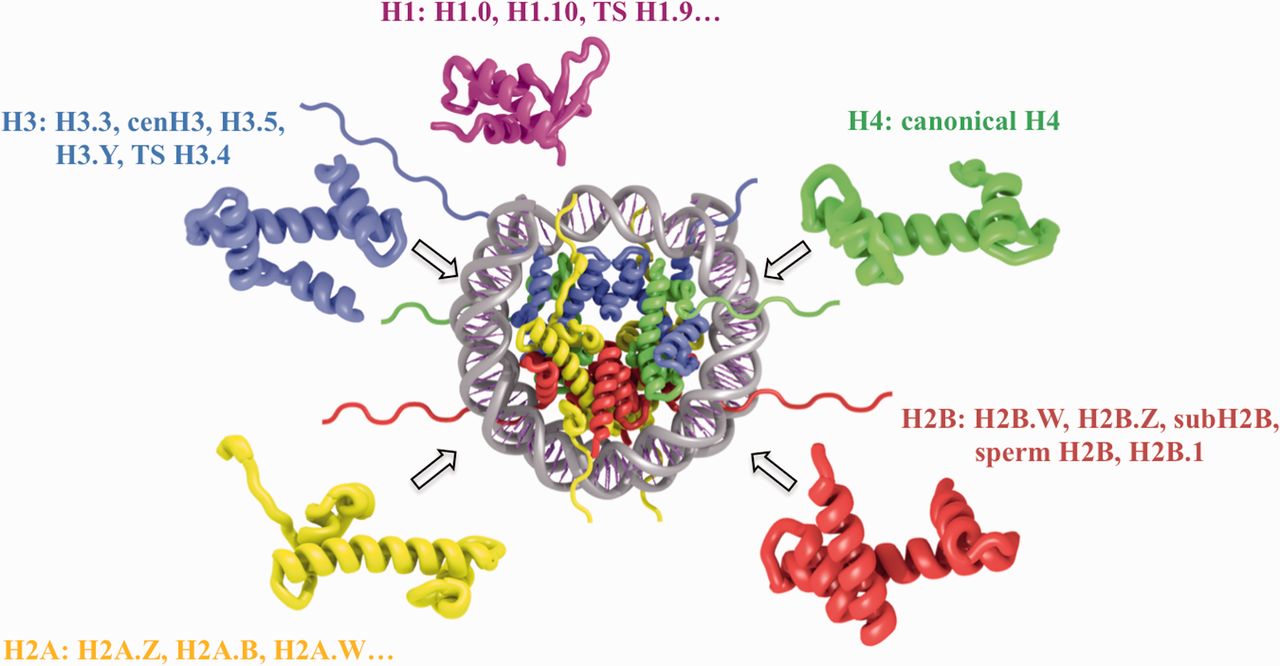 H1: H1.0, H1.10, TS H1.9…
H3: H3.3, cenH3, H3.5,
H3.Y, TS H3.4
H4: canonical H4
H2B: H2B.W, H2B.Z, subH2B,
sperm H2B, H2B.1
H2A: H2A.Z, H2A.B, H2A.W…